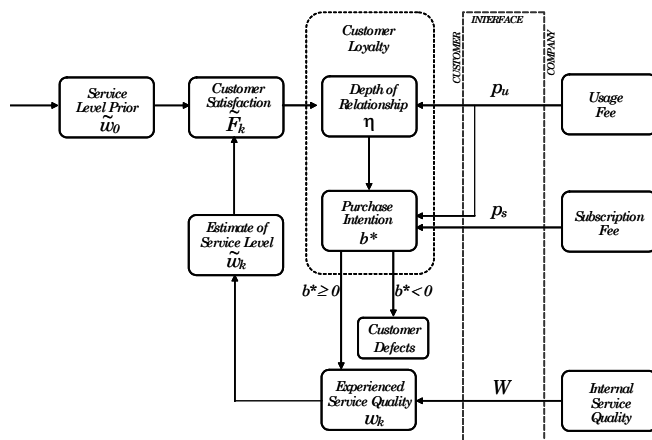 INTERFACE
CUSTOMER
COMPANY
Customer
Loyalty
Service
Level Prior
w̃₀
Customer
Satisfaction
F̃ₖ
Depth of
Relationship
η
pᵤ
Usage
Fee
Purchase
Intention
b*
pₛ
Subscription
Fee
Estimate of
Service Level
w̃ₖ
b*≥0
b*<0
Customer
Defects
Experienced
Service Quality
wₖ
W
Internal
Service
Quality